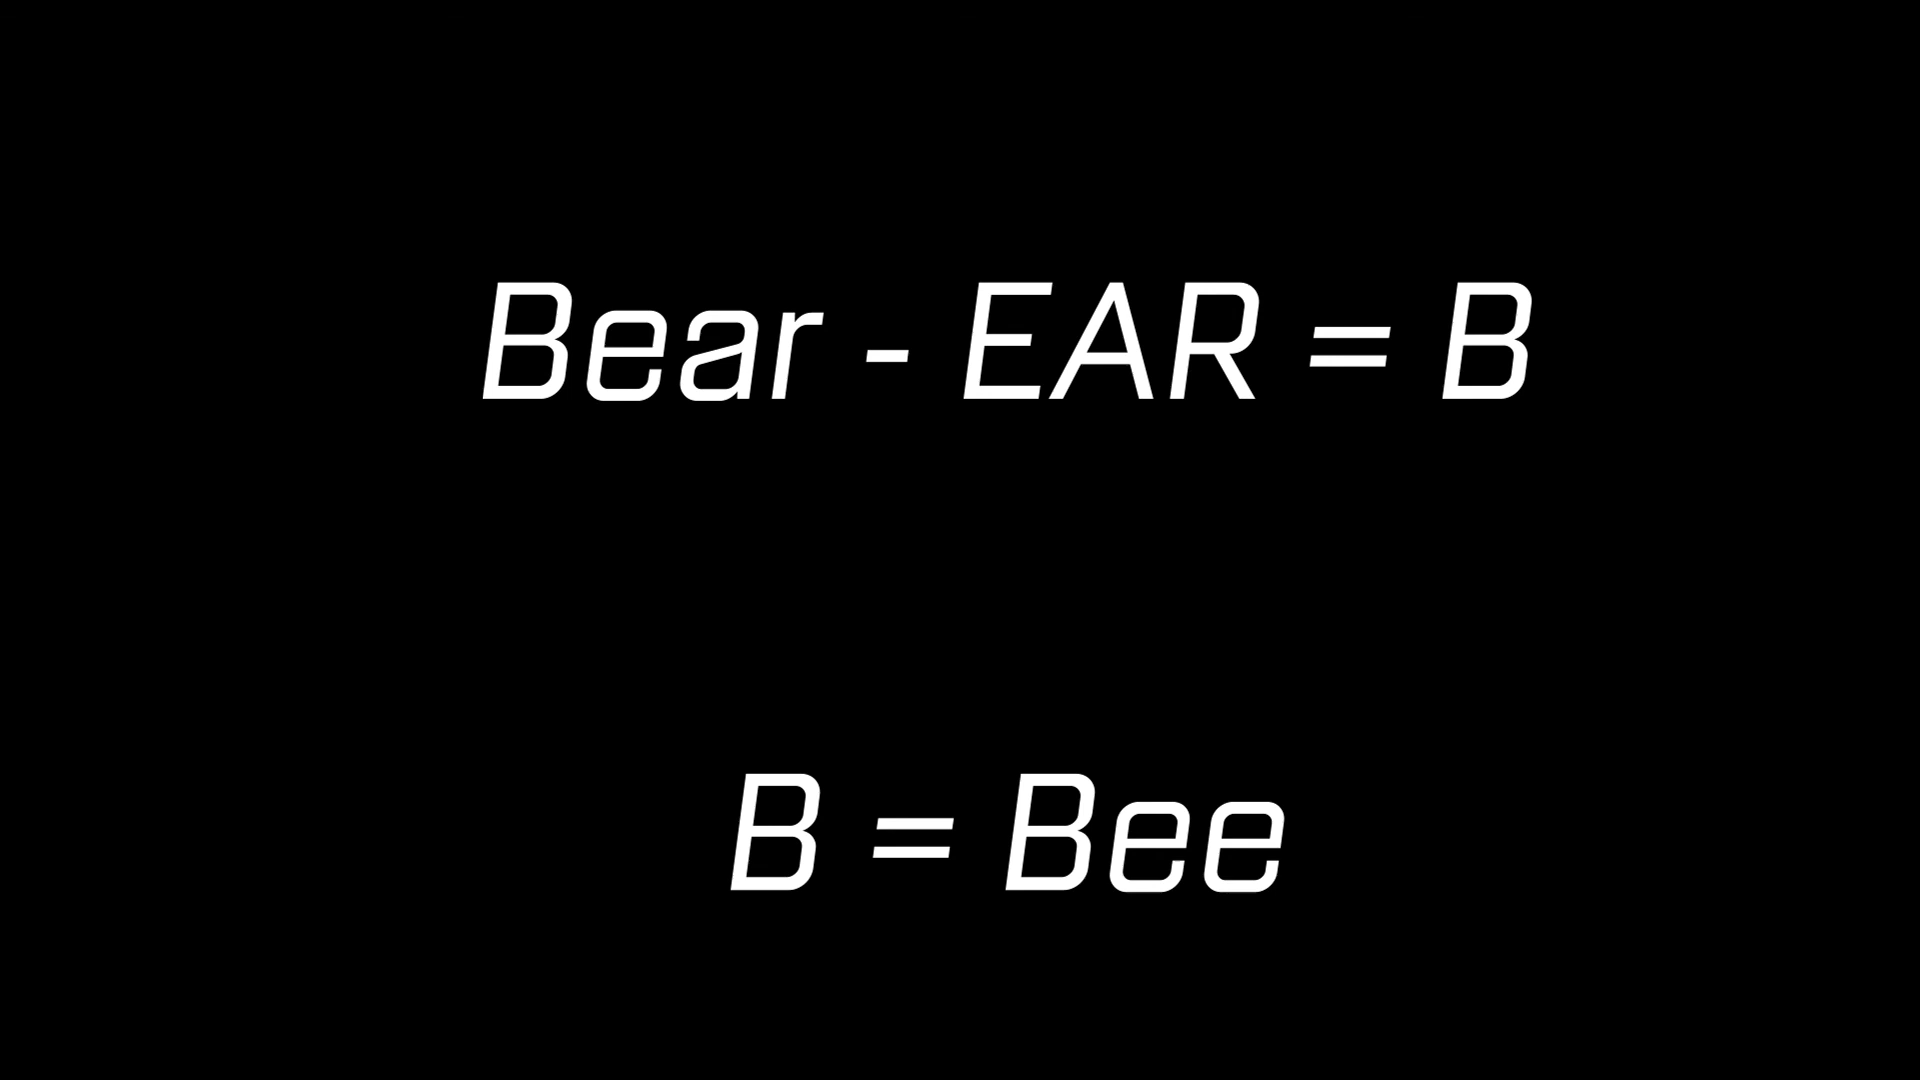 Bear - EAR = B
B = Bee